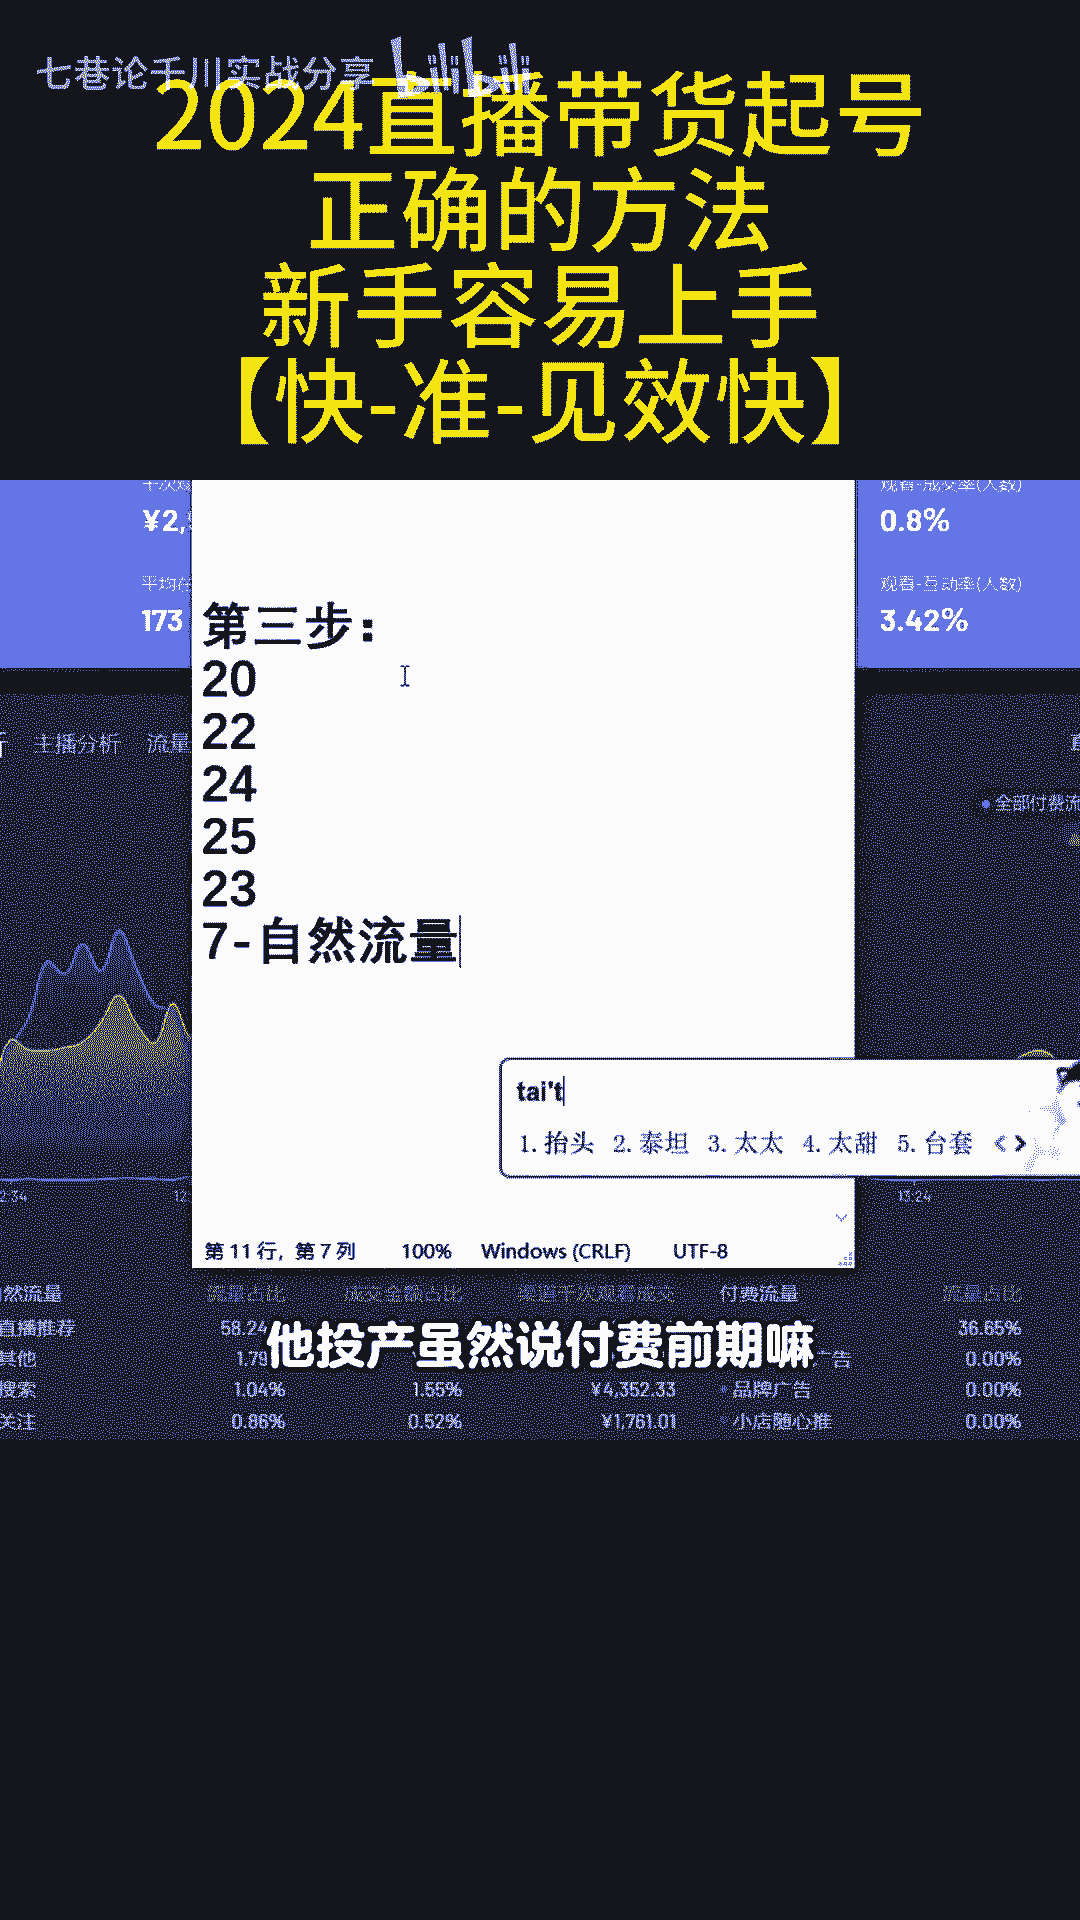 七巷论千川实战分享 bilibili
2024直播带货起号
正确的方法
新手容易上手
【快-准-见效快】
¥2,
观看-成交率(人数)
0.8%
平均在
173
观看-互动率(人数)
3.42%
第三步:
20
22
24
25
23
7-自然流量
主播分析 流量
全部付费流
tai't
1. 抬头 2. 泰坦 3. 太太 4. 太甜 5. 台套
2:34 12: 13:24
第 11 行, 第 7 列 100% Windows (CRLF) UTF-8
然流量 流量占比 成交金额占比 渠道千次观看成交 付费流量 流量占比
直播推荐 58.24 36.65%
他投产虽然说付费前期嘛
其他 1.79 广告 0.00%
搜索 1.04% 1.55% ¥4,352.33 品牌广告 0.00%
关注 0.86% 0.52% ¥1,761.01 小店随心推 0.00%